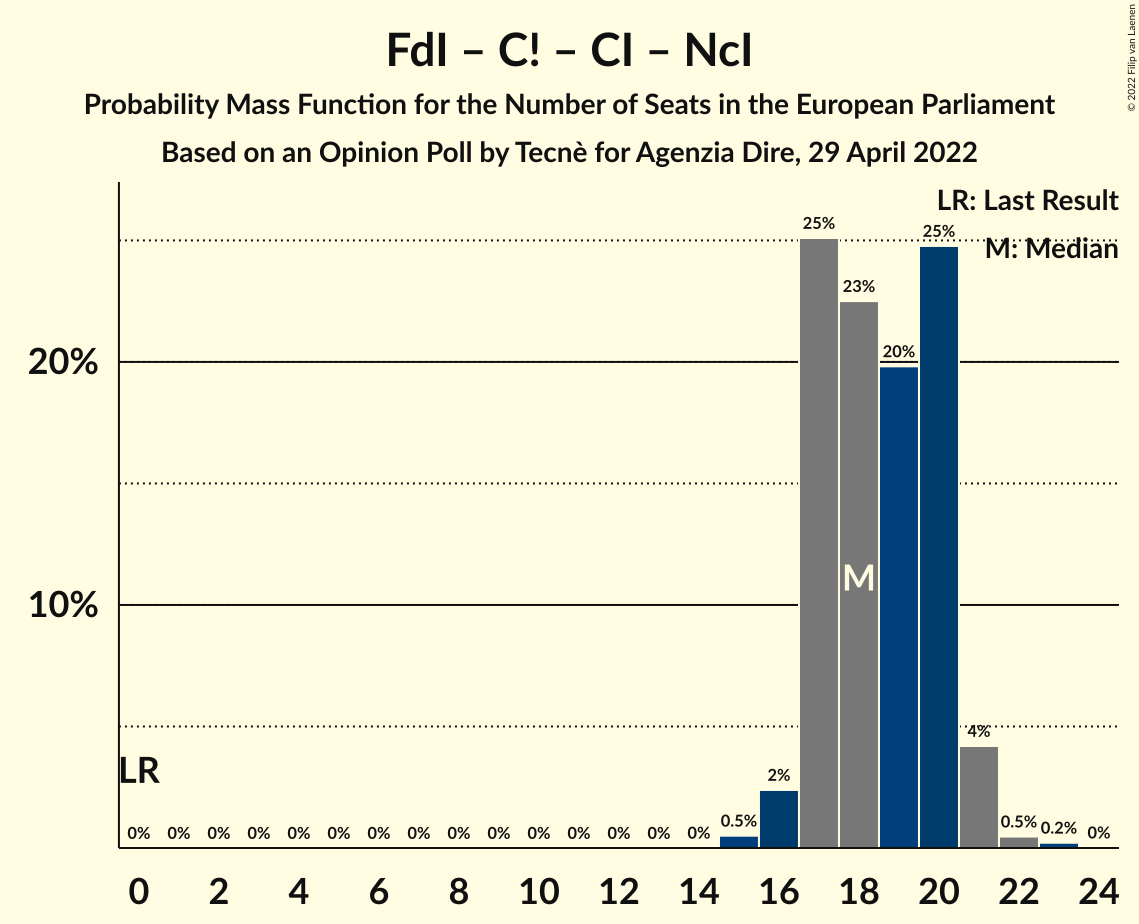 FdI – C! – CI – NcI
Probability Mass Function for the Number of Seats in the European Parliament
Based on an Opinion Poll by Tecnè for Agenzia Dire, 29 April 2022
© 2022 Filip van Laenen
LR: Last Result
M: Median
25%
25%
23%
20%
20%
M
10%
4%
LR
2%
0% 0% 0% 0% 0% 0% 0% 0% 0% 0% 0% 0% 0% 0% 0% 0.5% 0.5% 0.2% 0%
0 2 4 6 8 10 12 14 16 18 20 22 24